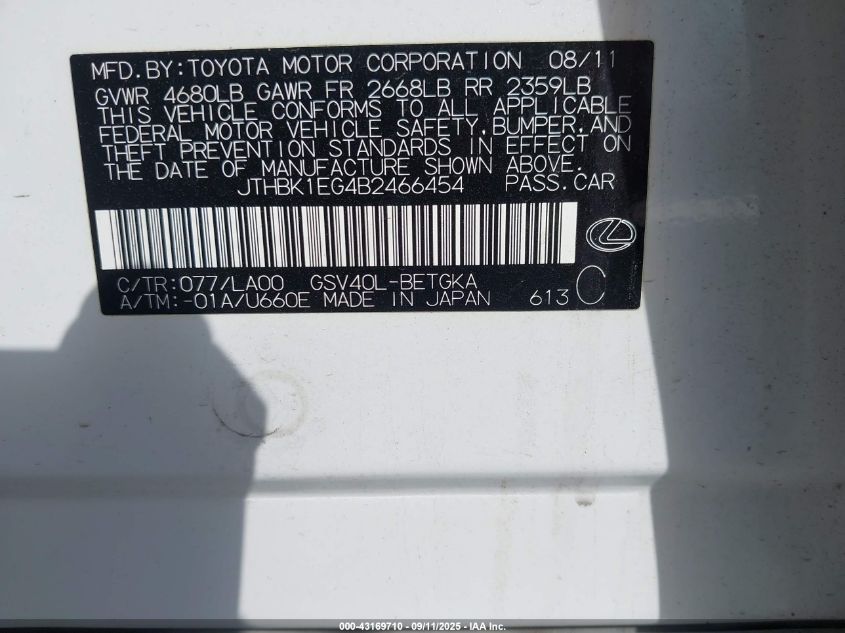 MFD.BY:TOYOTA MOTOR CORPORATION 08/11
GVWR 4680LB GAWR FR 2668LB RR 2359LB
THIS VEHICLE CONFORMS TO ALL APPLICABLE
FEDERAL MOTOR VEHICLE SAFETY,BUMPER,AND
THEFT PREVENTION STANDARDS IN EFFECT ON
THE DATE OF MANUFACTURE SHOWN ABOVE.
JTHBK1EG4B2466454 PASS.CAR
C/TR:077/LA00 GSV40L-BETGKA
A/TM:-01A/U660E MADE IN JAPAN 613 C
000-43169710 - 09/11/2025 - IAA Inc.